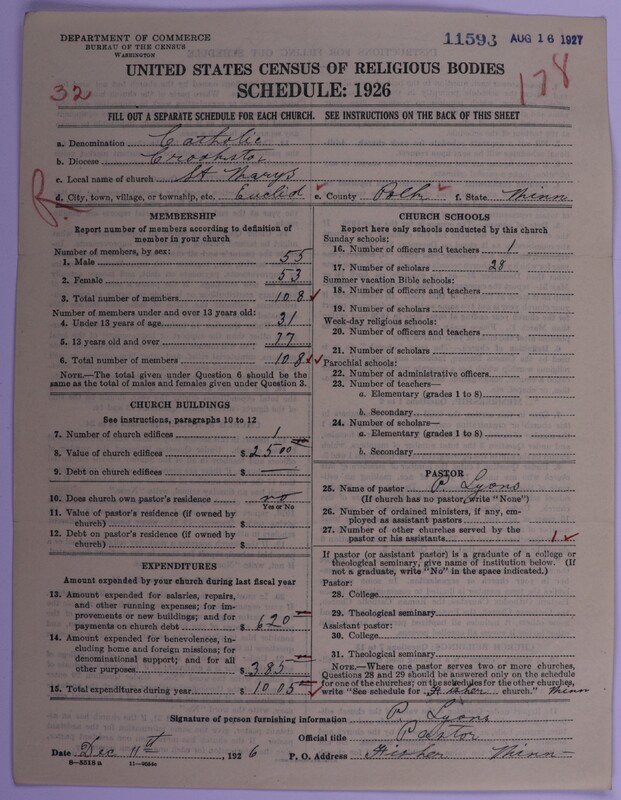 DEPARTMENT OF COMMERCE
BUREAU OF THE CENSUS
WASHINGTON
11593 AUG 16 1927
UNITED STATES CENSUS OF RELIGIOUS BODIES
SCHEDULE: 1926
32
178
FILL OUT A SEPARATE SCHEDULE FOR EACH CHURCH. SEE INSTRUCTIONS ON THE BACK OF THIS SHEET
a. Denomination Catholic
b. Diocese Crookston
c. Local name of church St Marys
R. d. City, town, village, or township, etc. Euclid e. County Polk f. State Minn
MEMBERSHIP
Report number of members according to definition of
member in your church
Number of members, by sex:
1. Male 55
2. Female 53
3. Total number of members 108
Number of members under and over 13 years old:
4. Under 13 years of age 31
5. 13 years old and over 77
6. Total number of members 108
NOTE.—The total given under Question 6 should be
same as the total of males and females given under Question 3.
CHURCH BUILDINGS
See instructions, paragraphs 10 to 12
7. Number of church edifices 1
8. Value of church edifices $ 2500
9. Debt on church edifices $ —
10. Does church own pastor's residence no
Yes or No
11. Value of pastor's residence (if owned by
church) $
12. Debt on pastor's residence (if owned by
church) $ —
EXPENDITURES
Amount expended by your church during last fiscal year
13. Amount expended for salaries, repairs,
and other running expenses; for im-
provements or new buildings; and for
payments on church debt $ 620
14. Amount expended for benevolences, in-
cluding home and foreign missions; for
denominational support; and for all
other purposes $ 385
15. Total expenditures during year $ 1005
CHURCH SCHOOLS
Report here only schools conducted by this church
Sunday schools:
16. Number of officers and teachers 1
17. Number of scholars 28
Summer vacation Bible schools:
18. Number of officers and teachers
19. Number of scholars
Week-day religious schools:
20. Number of officers and teachers
21. Number of scholars
Parochial schools:
22. Number of administrative officers
23. Number of teachers—
a. Elementary (grades 1 to 8)
b. Secondary
24. Number of scholars—
a. Elementary (grades 1 to 8)
b. Secondary
PASTOR
25. Name of pastor P. Lyons
(If church has no pastor, write "None")
26. Number of ordained ministers, if any, em-
ployed as assistant pastors
27. Number of other churches served by the
pastor or his assistants 1
If pastor (or assistant pastor) is a graduate of a college or
theological seminary, give name of institution below. (If
not a graduate, write "No" in the space indicated.)
Pastor:
28. College
29. Theological seminary
Assistant pastor:
30. College
31. Theological seminary
NOTE.—Where one pastor serves two or more churches,
Questions 28 and 29 should be answered only on the schedule
for one of the churches; on the schedules for the other churches,
write "See schedule for Fisher church." Minn
Signature of person furnishing information P. Lyons
Official title Pastor
Date Dec 11th, 1926 P. O. Address Fisher Minn
8—5518 a